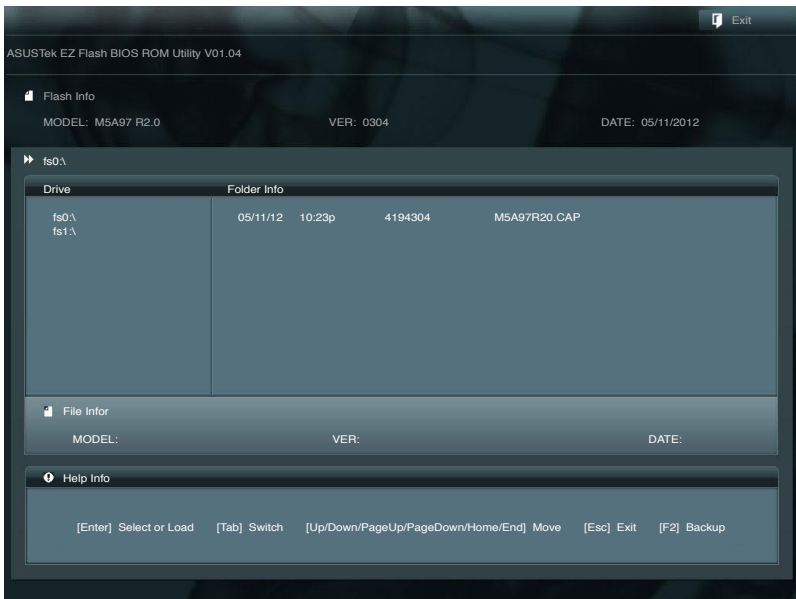 Exit
ASUSTek EZ Flash BIOS ROM Utility V01.04
Flash Info
MODEL: M5A97 R2.0 VER: 0304 DATE: 05/11/2012
fs0:\
Drive Folder Info
fs0:\ 05/11/12 10:23p 4194304 M5A97R20.CAP
fs1:\
File Infor
MODEL: VER: DATE:
Help Info
[Enter] Select or Load [Tab] Switch [Up/Down/PageUp/PageDown/Home/End] Move [Esc] Exit [F2] Backup